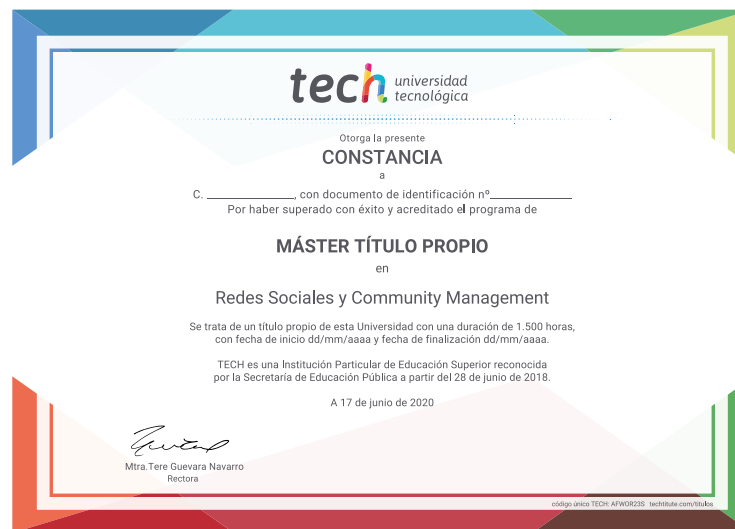 tech universidad
tecnológica
Otorga la presente
CONSTANCIA
a
C. ________________, con documento de identificación nº______________
Por haber superado con éxito y acreditado el programa de
MÁSTER TÍTULO PROPIO
en
Redes Sociales y Community Management
Se trata de un título propio de esta Universidad con una duración de 1.500 horas,
con fecha de inicio dd/mm/aaaa y fecha de finalización dd/mm/aaaa.
TECH es una Institución Particular de Educación Superior reconocida
por la Secretaría de Educación Pública a partir del 28 de junio de 2018.
A 17 de junio de 2020
Mtra.Tere Guevara Navarro
Rectora
código único TECH: AFWOR23S techtitute.com/titulos